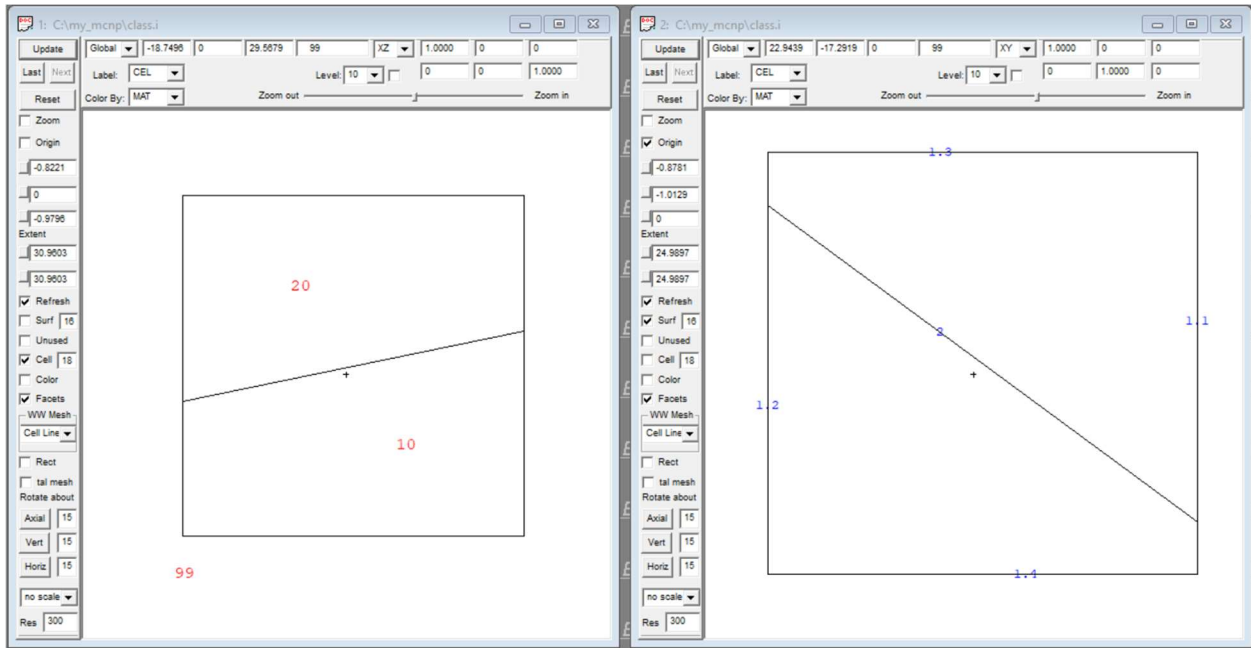 1: C:\my_mcnp\class.i
Update Global -18.7496 0 29.5679 99 XZ 1.0000 0 0
Last Next Label: CEL Level: 10 0 0 1.0000
Reset Color By: MAT Zoom out Zoom in
Zoom
Origin
-0.8221
0
-0.9796
Extent
30.9603
30.9603
Refresh
Surf 16
Unused
Cell 18
Color
Facets
WW Mesh
Cell Line
Rect
tal mesh
Rotate about
Axial 15
Vert 15
Horiz 15
no scale
Res 300
20
10
99
2: C:\my_mcnp\class.i
Update Global 22.9439 -17.2919 0 99 XY 1.0000 0 0
Last Next Label: CEL Level: 10 0 1.0000 0
Reset Color By: MAT Zoom out Zoom in
Zoom
Origin
-0.8781
-1.0129
0
Extent
24.9897
24.9897
Refresh
Surf 16
Unused
Cell 18
Color
Facets
WW Mesh
Cell Line
Rect
tal mesh
Rotate about
Axial 15
Vert 15
Horiz 15
no scale
Res 300
1.3
1.1
2
1.2
1.4